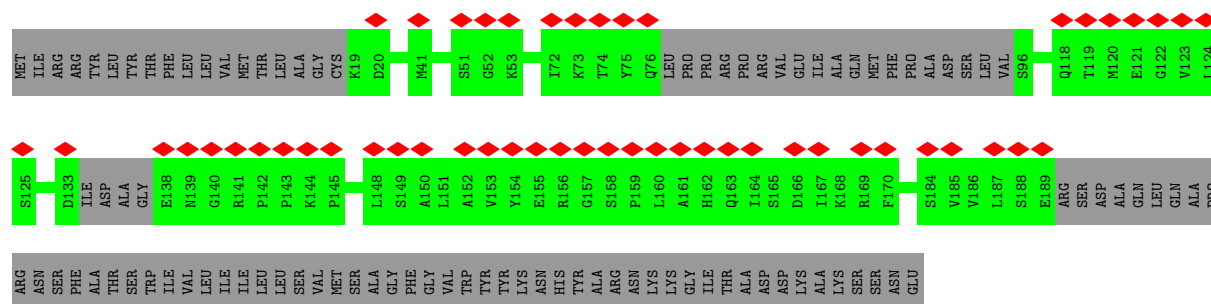 MET ILE ARG ARG TYR LEU TYR THR PHE LEU LEU VAL MET THR LEU ALA GLY CYS K19 D20 M41 S51 G52 K53 I72 K73 T74 Y75 Q76 LEU PRO PRO ARG PRO ARG VAL GLU ILE ALA GLN MET PHE PRO ALA ASP SER LEU VAL S96 Q118 T119 M120 E121 G122 V123 L124
S125 D133 ILE ASP ALA GLY E138 N139 G140 R141 P142 P143 K144 P145 L148 S149 A150 L151 A152 V153 Y154 E155 R156 G157 S158 P159 L160 A161 H162 Q163 I164 S165 D166 I167 K168 R169 F170 S184 V185 V186 L187 S188 E189 ARG SER ASP ALA GLN LEU GLN ALA PRO
ARG ASN SER PHE ALA THR SER TRP ILE VAL LEU ILE ILE LEU LEU SER VAL MET SER ALA GLY PHE GLY VAL TRP TYR TYR LYS ASN HIS TYR ALA ARG ASN LYS LYS GLY ILE THR ALA ASP ASP LYS ALA LYS SER SER ASN GLU